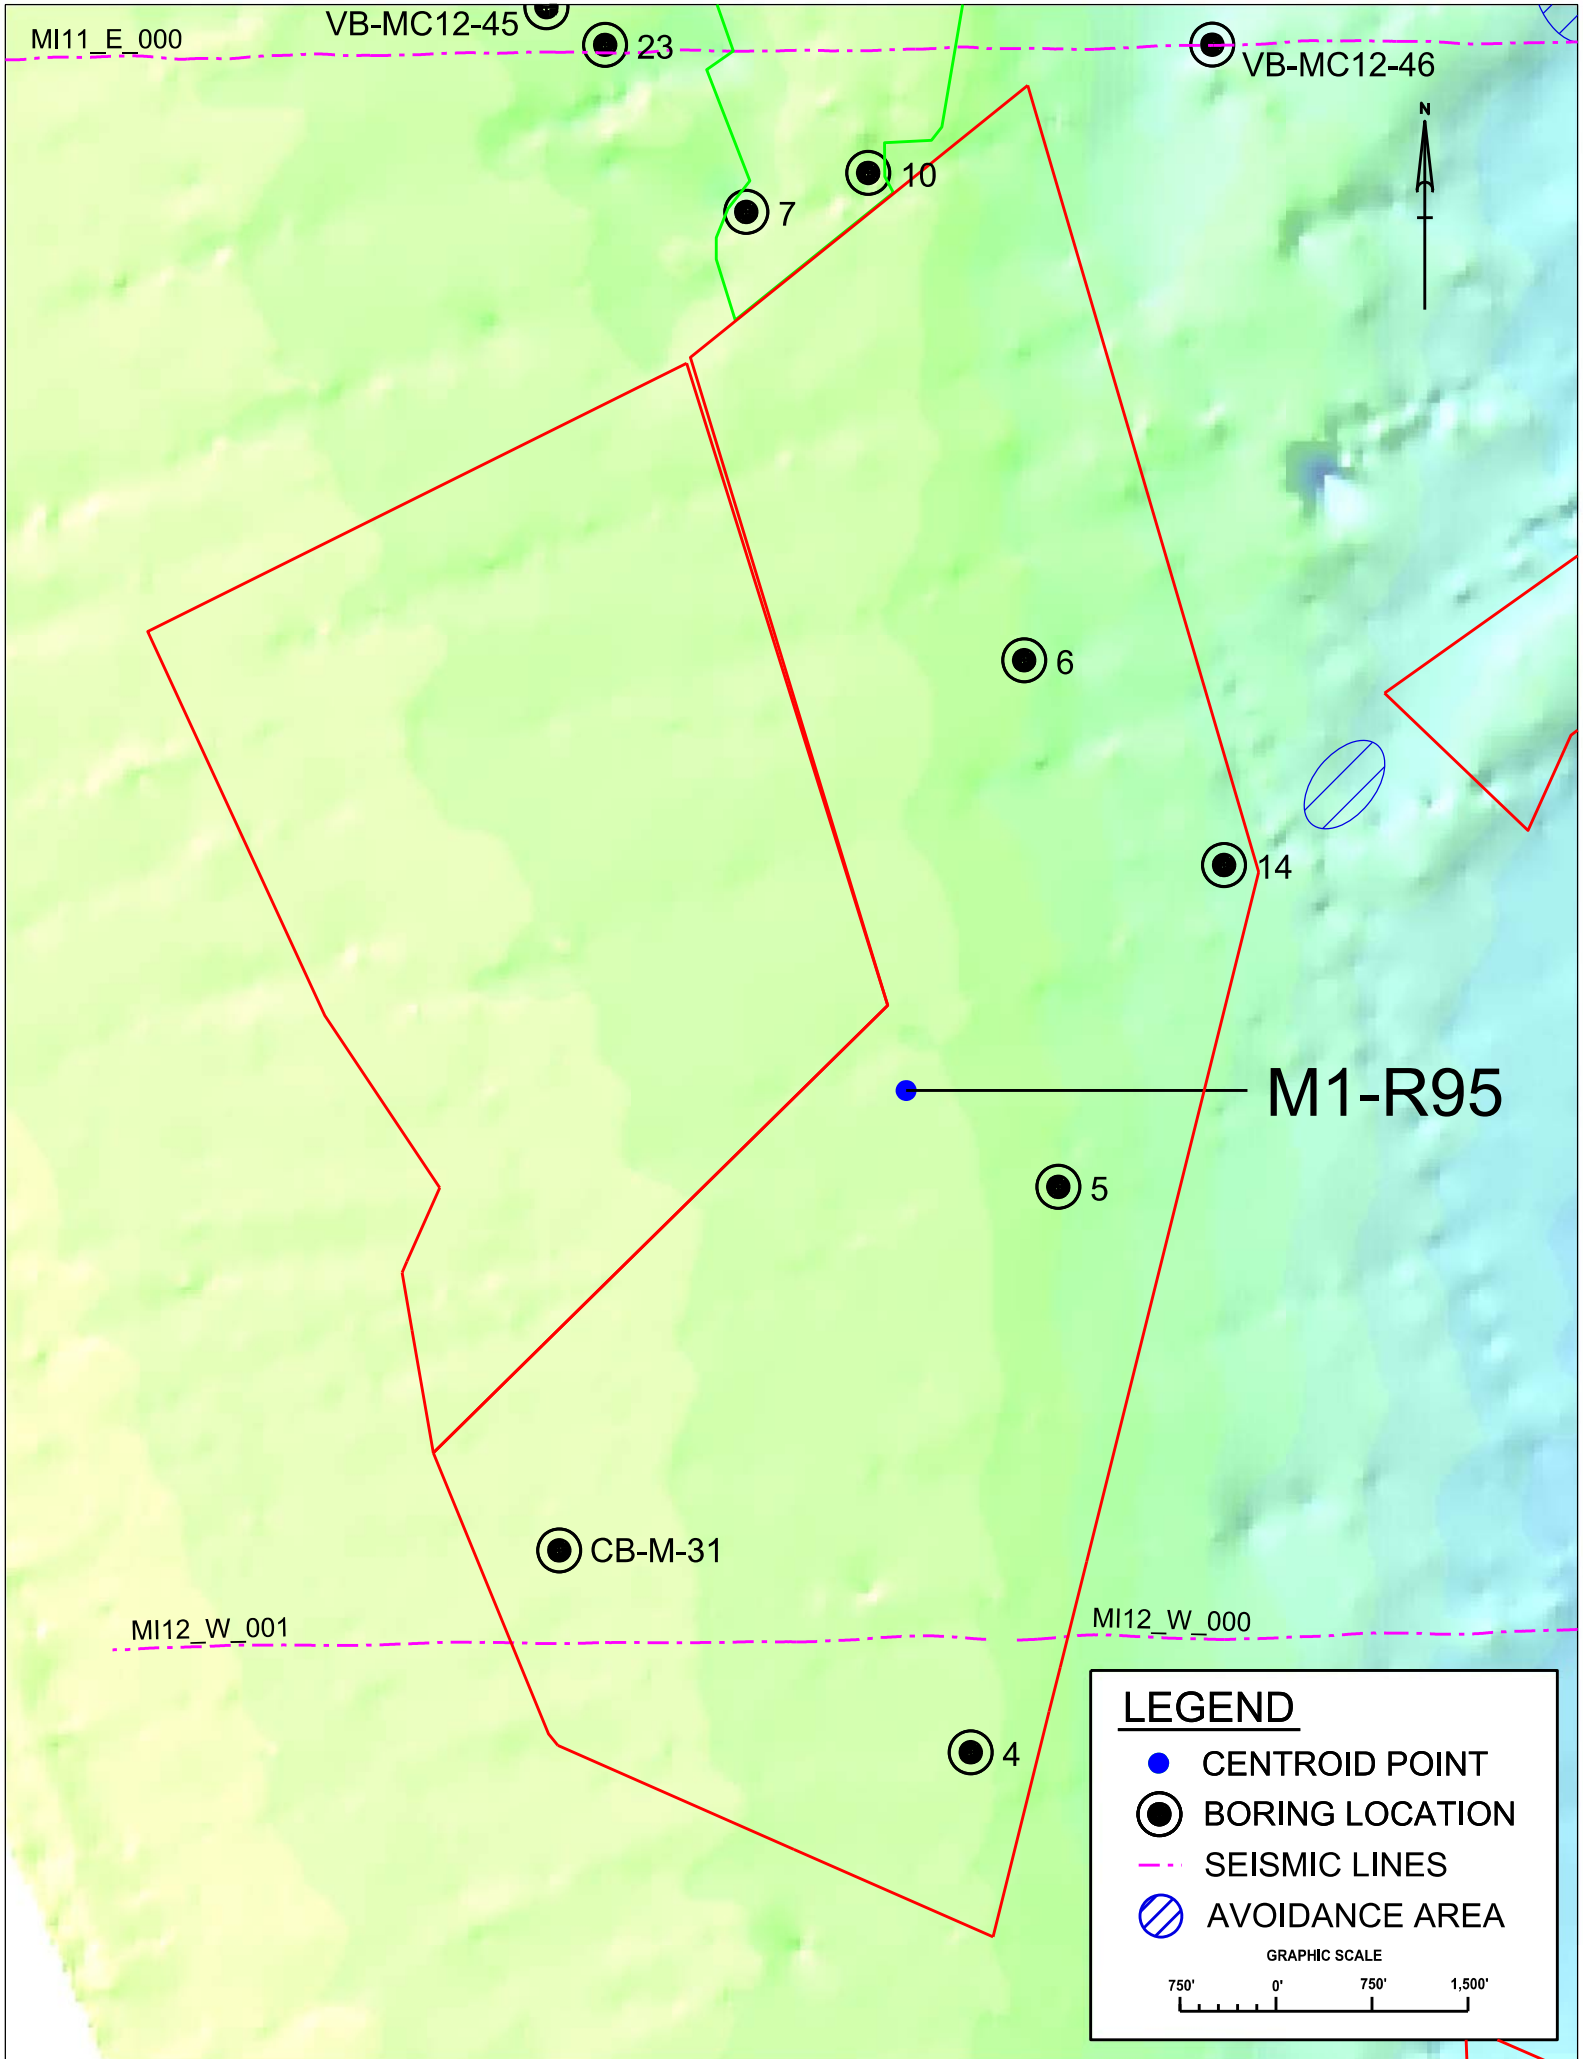 VB-MC12-45
MI11_E_000
23
VB-MC12-46
N
10
7
6
14
M1-R95
5
CB-M-31
MI12_W_001
MI12_W_000
4
LEGEND
CENTROID POINT
BORING LOCATION
SEISMIC LINES
AVOIDANCE AREA
GRAPHIC SCALE
750' 0' 750' 1,500'